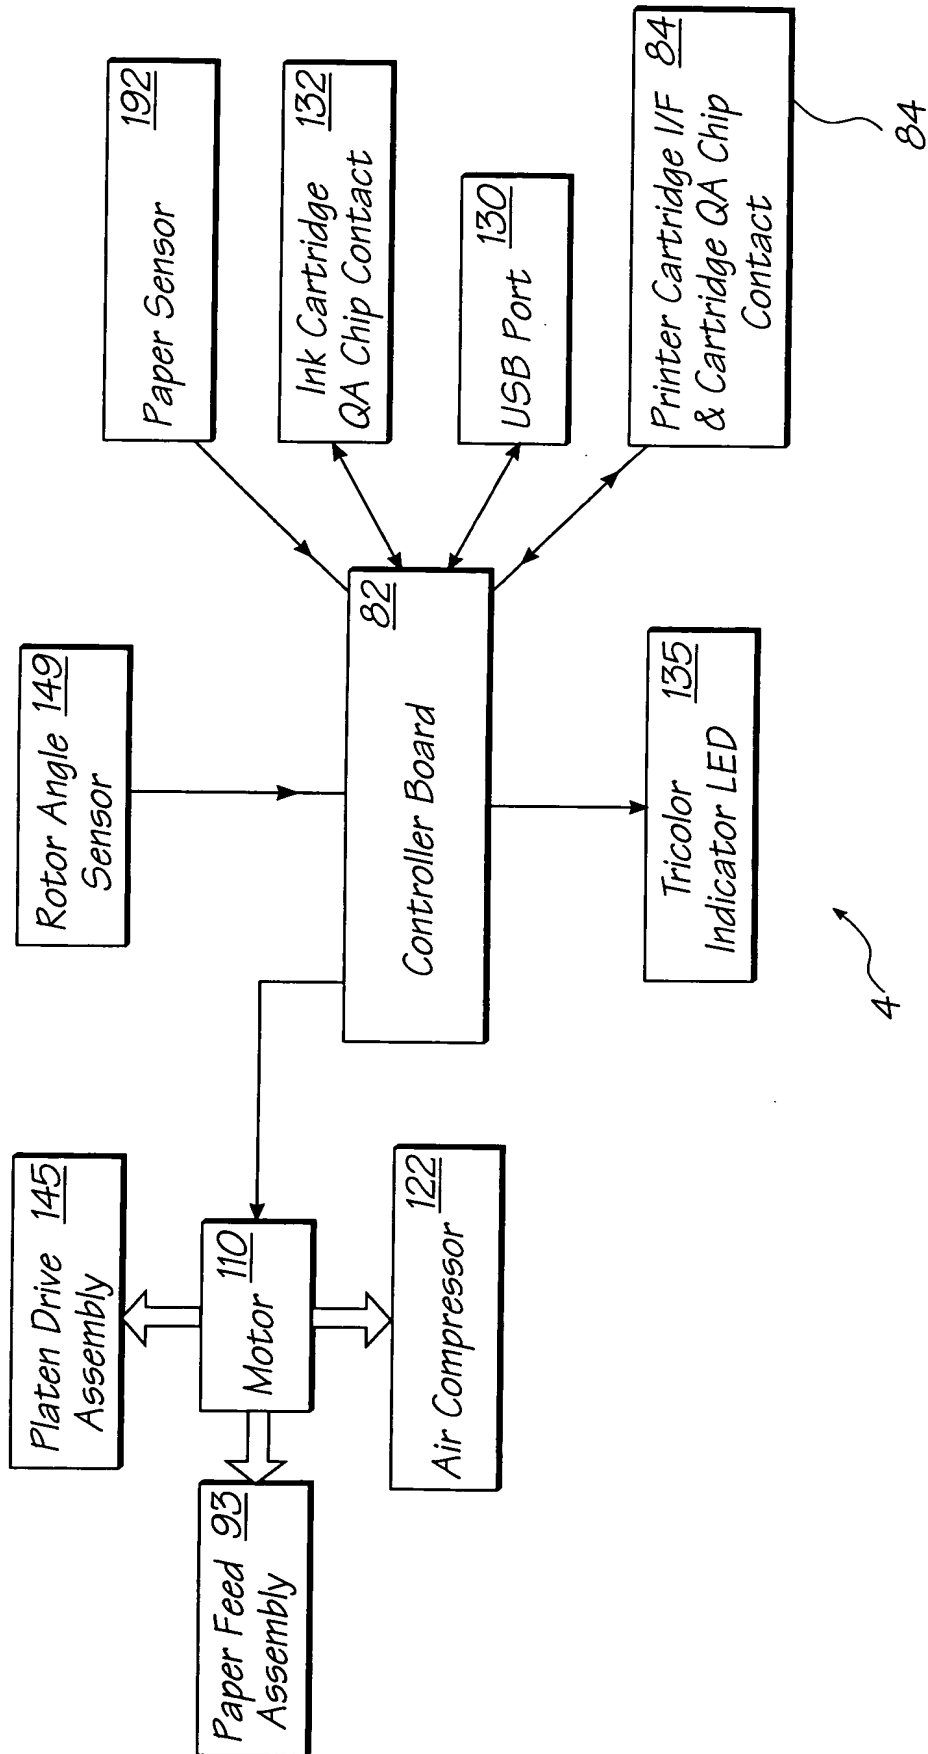 Platen Drive 145
Assembly
Rotor Angle 149
Sensor
Paper Sensor 192
Paper Feed 93
Assembly
Motor 110
Ink Cartridge 132
QA Chip Contact
Controller Board 82
Air Compressor 122
USB Port 130
Tricolor 135
Indicator LED
Printer Cartridge I/F 84
& Cartridge QA Chip
Contact
84
4